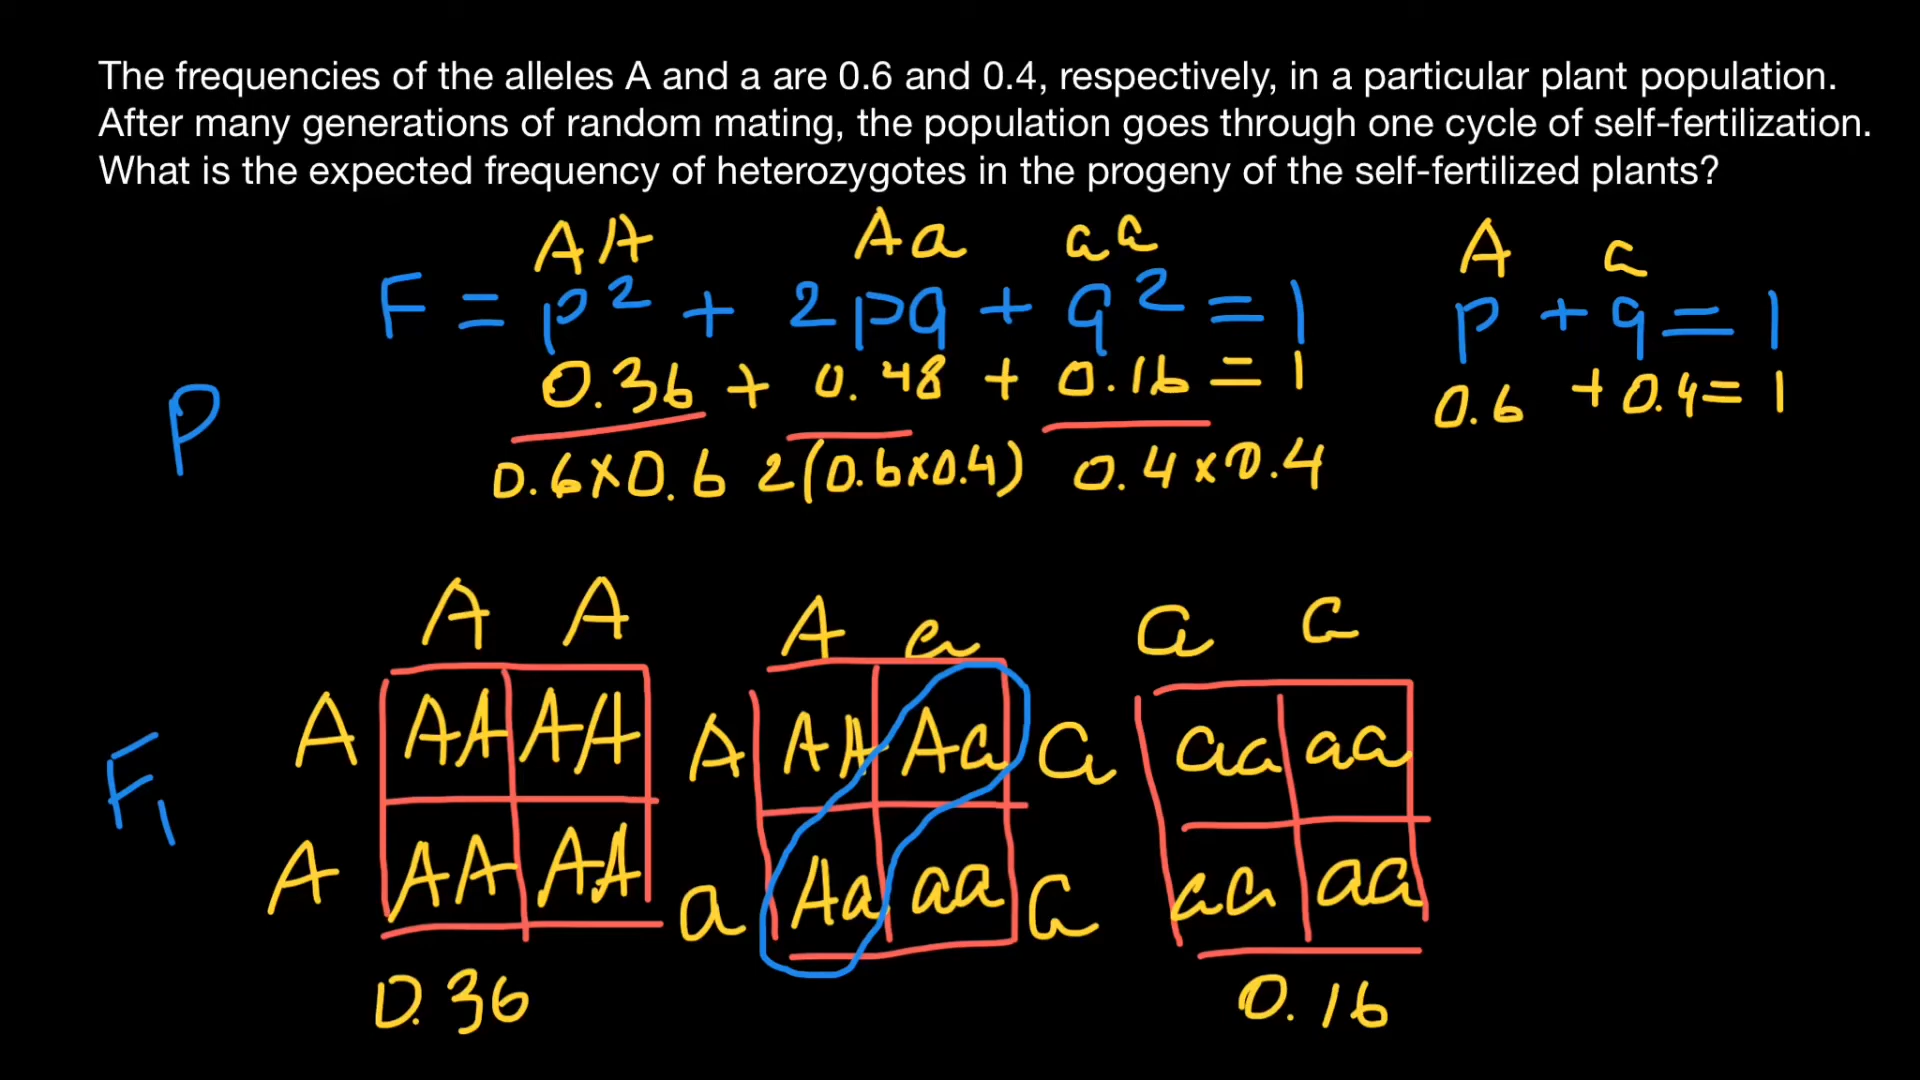 The frequencies of the alleles A and a are 0.6 and 0.4, respectively, in a particular plant population.
After many generations of random mating, the population goes through one cycle of self-fertilization.
What is the expected frequency of heterozygotes in the progeny of the self-fertilized plants?
AA Aa aa A a
F = p² + 2pq + q² = 1 p + q = 1
0.36 + 0.48 + 0.16 = 1 0.6 + 0.4 = 1
P
0.6×0.6 2(0.6×0.4) 0.4×0.4
A A A a a a
A AA AA A AA Aa a aa aa
F₁
A AA AA a Aa aa a aa aa
0.36 0.16